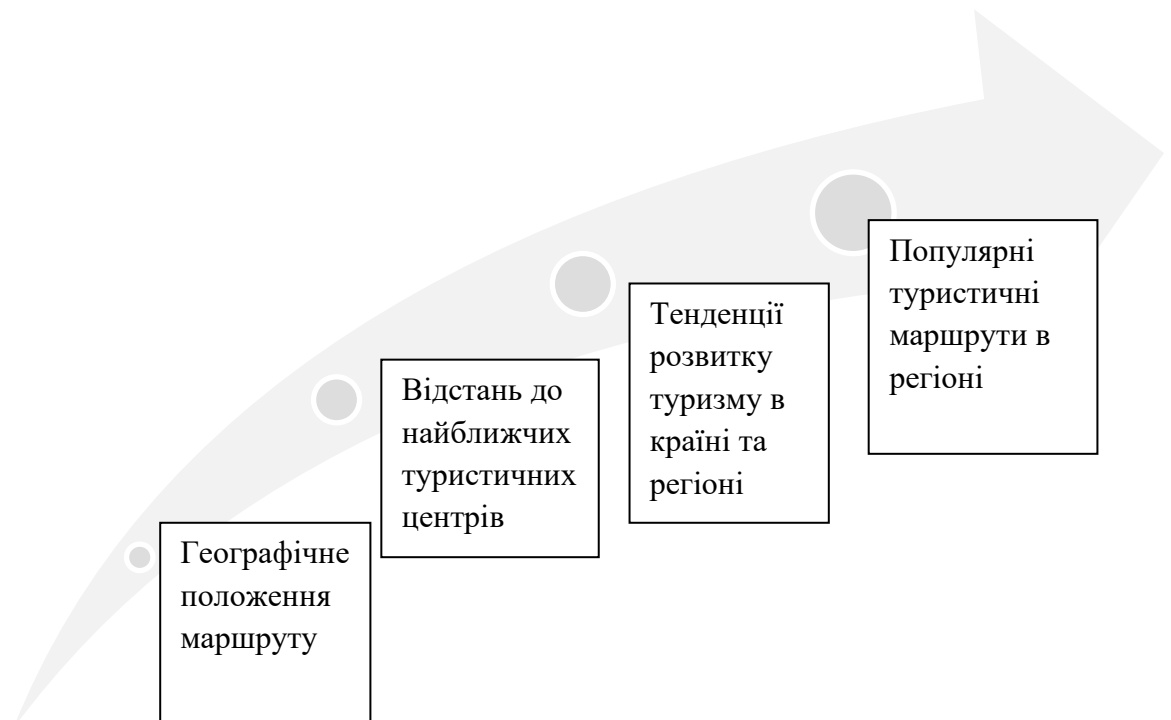 Географічне
положення
маршруту
Відстань до
найближчих
туристичних
центрів
Тенденції
розвитку
туризму в
країні та
регіоні
Популярні
туристичні
маршрути в
регіоні